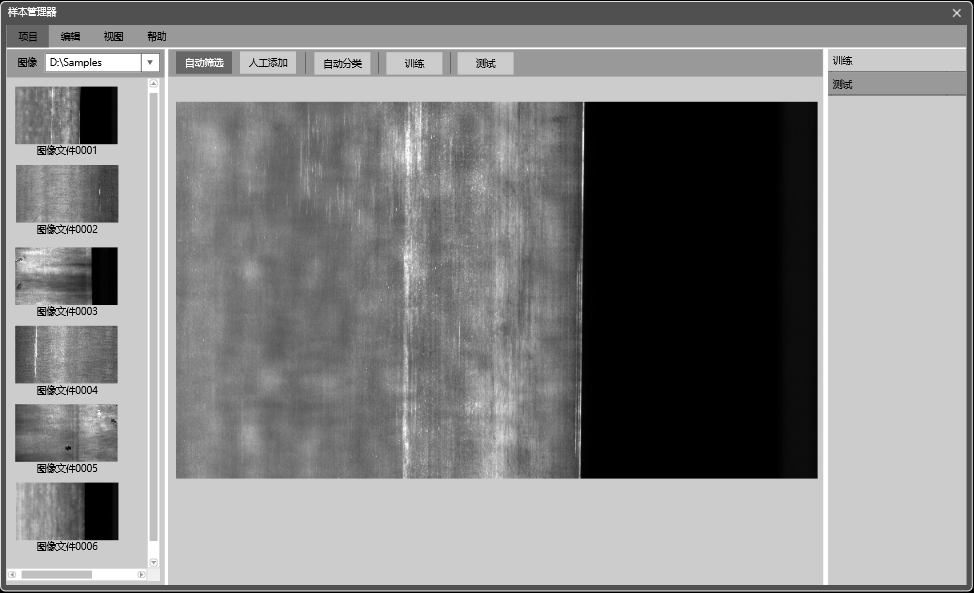 样本管理器
项目 编辑 视图 帮助
图像 D:\Samples
自动筛选 人工添加 自动分类 训练 测试
图像文件0001
图像文件0002
图像文件0003
图像文件0004
图像文件0005
图像文件0006
训练
测试